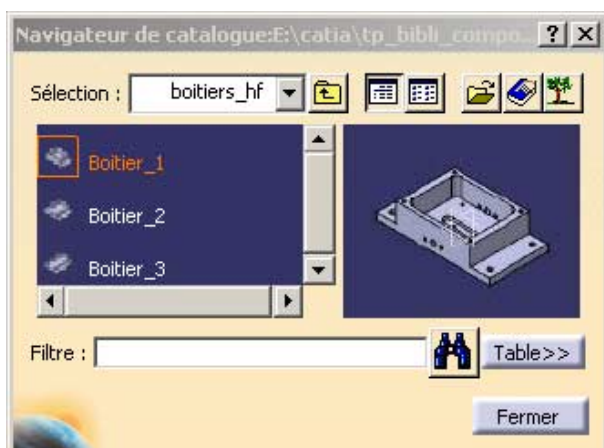 Navigateur de catalogue:E:\catia\tp_bibli_compo...
Sélection : boitiers_hf
Boitier_1
Boitier_2
Boitier_3
Filtre : Table>>
Fermer